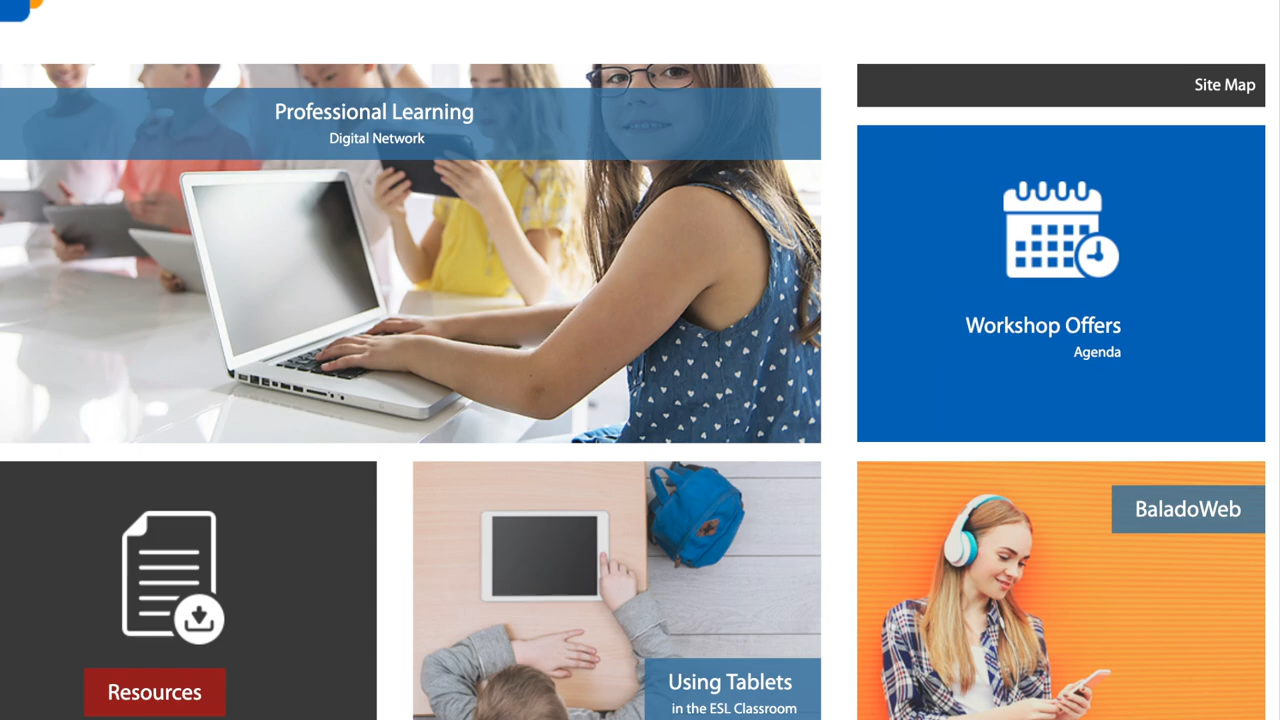 Professional Learning
Digital Network
Site Map
Workshop Offers
Agenda
Resources
Using Tablets
in the ESL Classroom
BaladoWeb